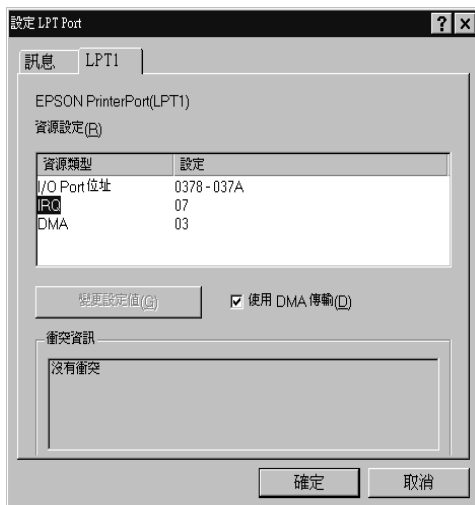 設定 LPT Port
訊息 LPT1
EPSON PrinterPort(LPT1)
資源設定(R)
資源類型 設定
I/O Port 位址 0378 - 037A
IRQ 07
DMA 03
變更設定值(G) 使用 DMA 傳輸(D)
衝突資訊
沒有衝突
確定 取消